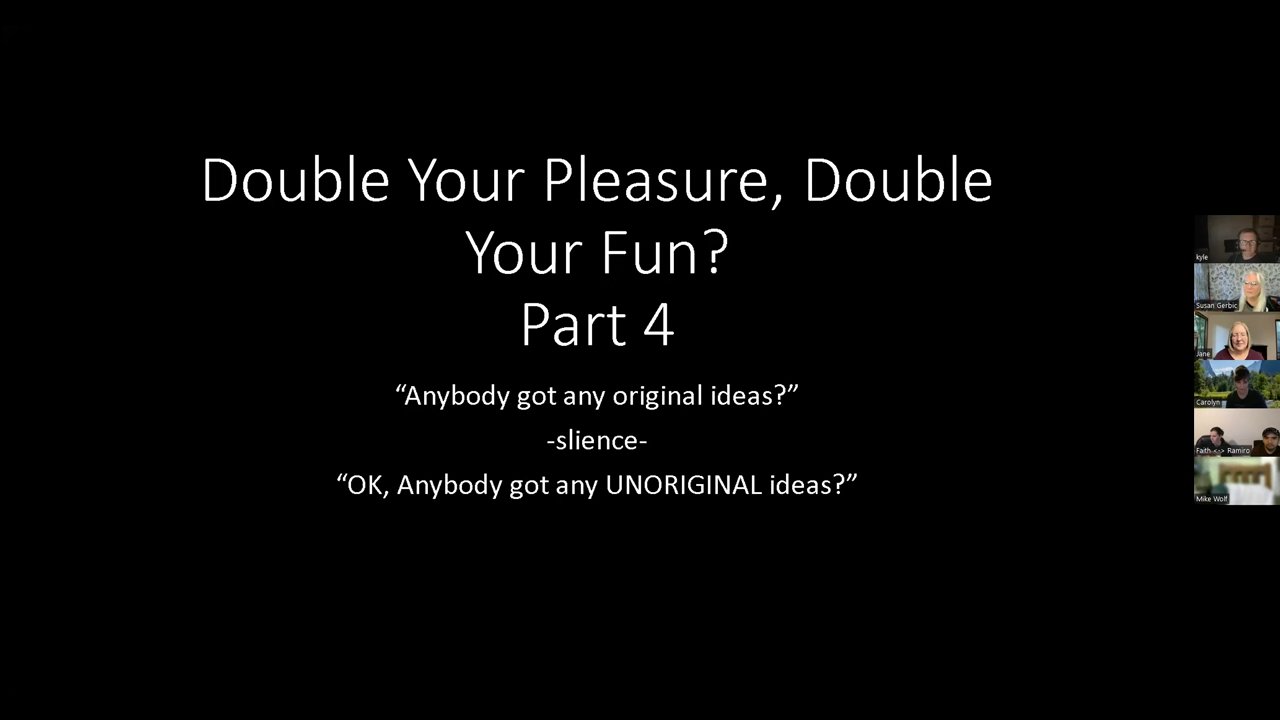 Double Your Pleasure, Double
Your Fun?
Part 4
“Anybody got any original ideas?”
-slience-
“OK, Anybody got any UNORIGINAL ideas?”
kyle
Susan Gerbic
Jane
Carolyn
Faith <-> Ramiro
Mike Wolf